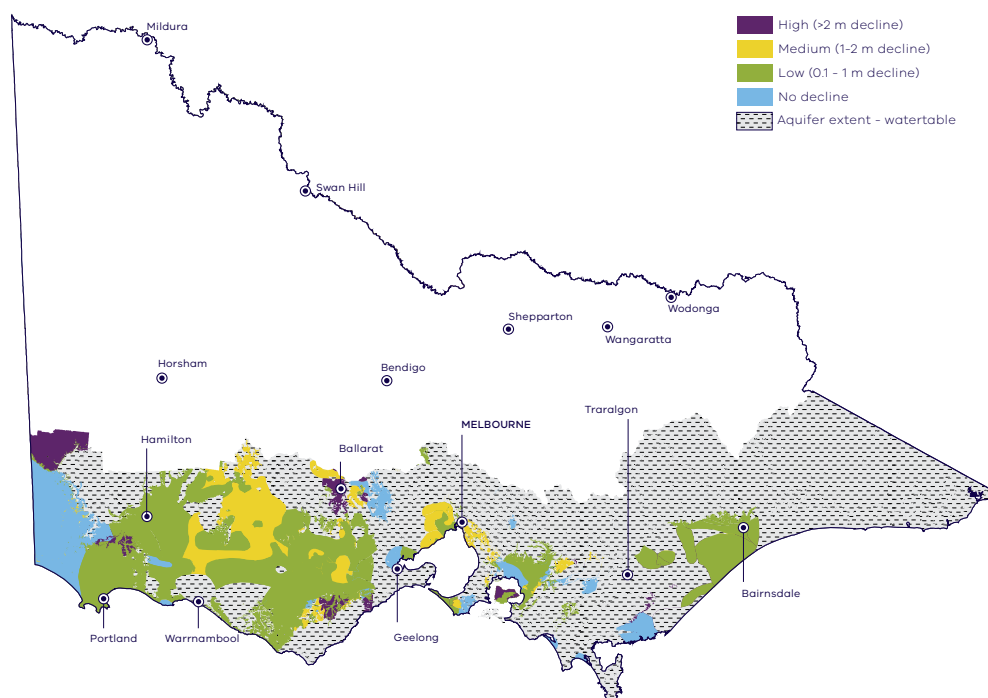 Mildura
High (>2 m decline)
Medium (1-2 m decline)
Low (0.1 - 1 m decline)
No decline
Aquifer extent - watertable
Swan Hill
Wodonga
Shepparton
Wangaratta
Horsham
Bendigo
Traralgon
MELBOURNE
Hamilton
Ballarat
Bairnsdale
Portland
Warrnambool
Geelong